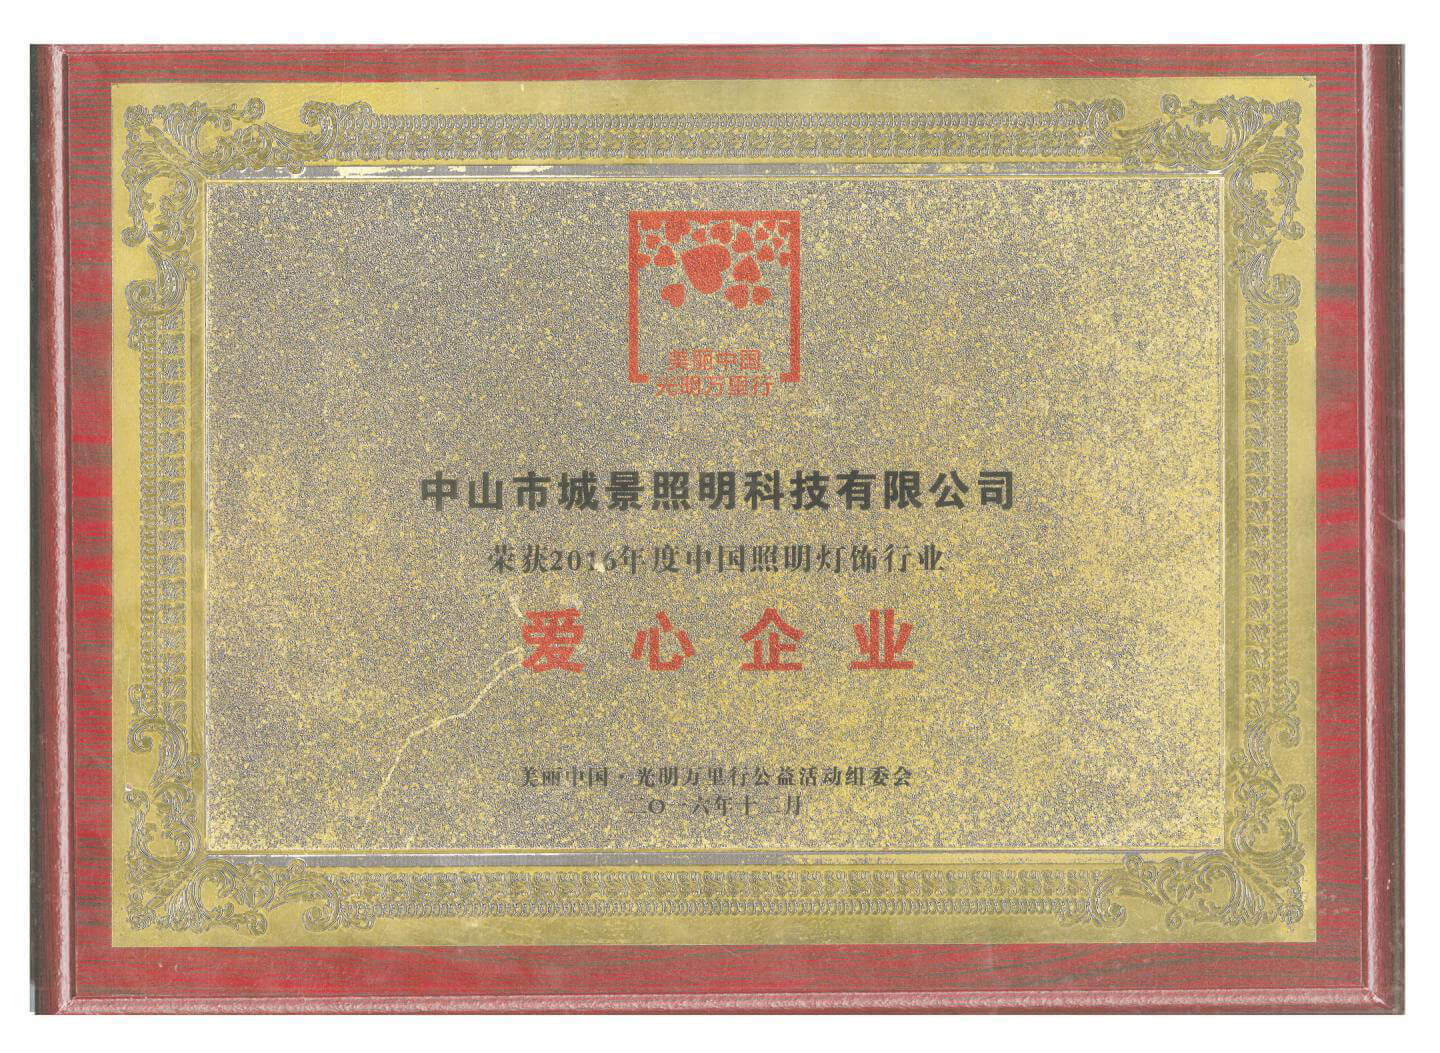 美丽中国
光明万里行
中山市城景照明科技有限公司
荣获2016年度中国照明灯饰行业
爱心企业
美丽中国·光明万里行公益活动组委会
二〇一六年十二月